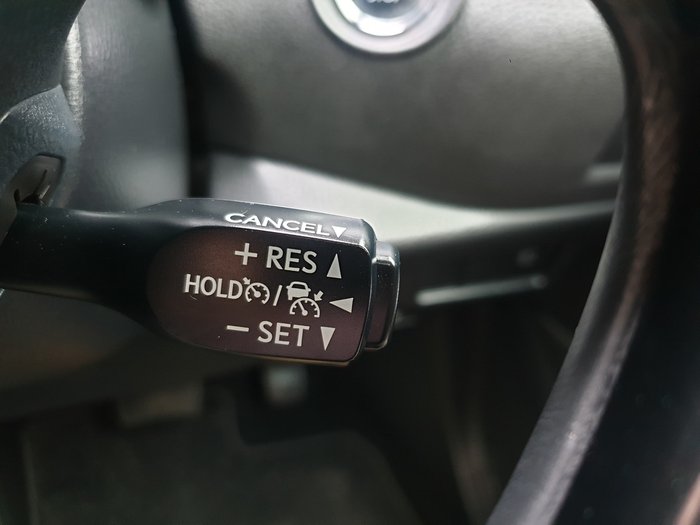 CANCEL▼
+ RES ▲
HOLD / ◀
− SET ▼